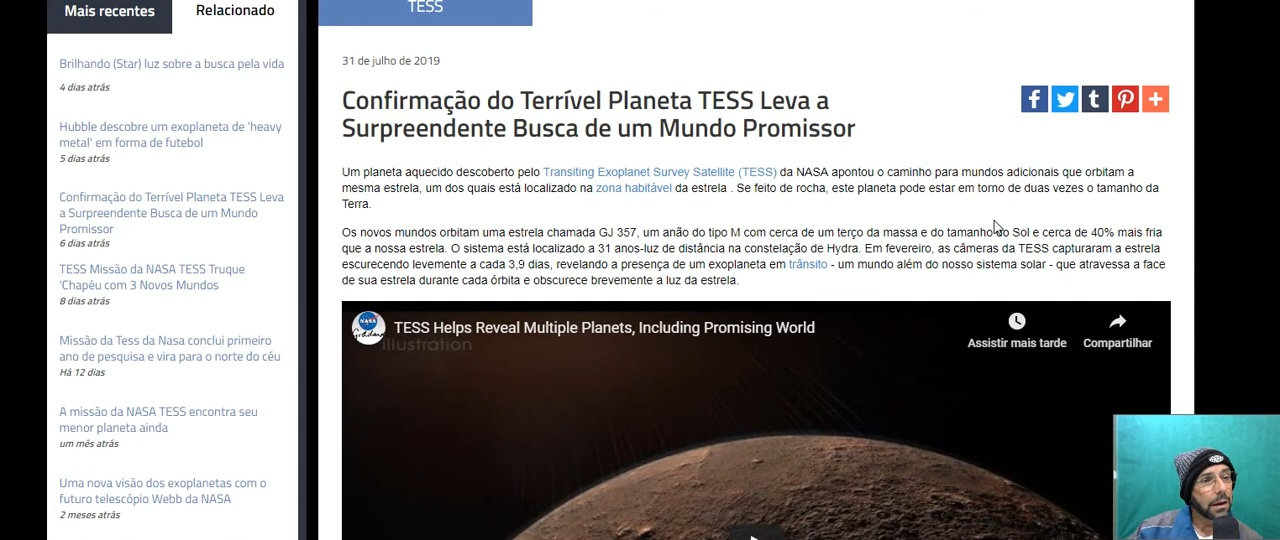 Mais recentes
Relacionado
Brilhando (Star) luz sobre a busca pela vida
4 dias atrás
Hubble descobre um exoplaneta de 'heavy
metal' em forma de futebol
5 dias atrás
Confirmação do Terrível Planeta TESS Leva
a Surpreendente Busca de um Mundo
Promissor
6 dias atrás
TESS Missão da NASA TESS Truque
'Chapéu com 3 Novos Mundos
8 dias atrás
Missão da Tess da Nasa conclui primeiro
ano de pesquisa e vira para o norte do céu
Há 12 dias
A missão da NASA TESS encontra seu
menor planeta ainda
um mês atrás
Uma nova visão dos exoplanetas com o
futuro telescópio Webb da NASA
2 meses atrás
TESS
31 de julho de 2019
Confirmação do Terrível Planeta TESS Leva a
Surpreendente Busca de um Mundo Promissor
Um planeta aquecido descoberto pelo Transiting Exoplanet Survey Satellite (TESS) da NASA apontou o caminho para mundos adicionais que orbitam a
mesma estrela, um dos quais está localizado na zona habitável da estrela . Se feito de rocha, este planeta pode estar em torno de duas vezes o tamanho da
Terra.
Os novos mundos orbitam uma estrela chamada GJ 357, um anão do tipo M com cerca de um terço da massa e do tamanho do Sol e cerca de 40% mais fria
que a nossa estrela. O sistema está localizado a 31 anos-luz de distância na constelação de Hydra. Em fevereiro, as câmeras da TESS capturaram a estrela
escurecendo levemente a cada 3,9 dias, revelando a presença de um exoplaneta em trânsito - um mundo além do nosso sistema solar - que atravessa a face
de sua estrela durante cada órbita e obscurece brevemente a luz da estrela.
NASA
Goddard
TESS Helps Reveal Multiple Planets, Including Promising World
Illustration
Assistir mais tarde
Compartilhar